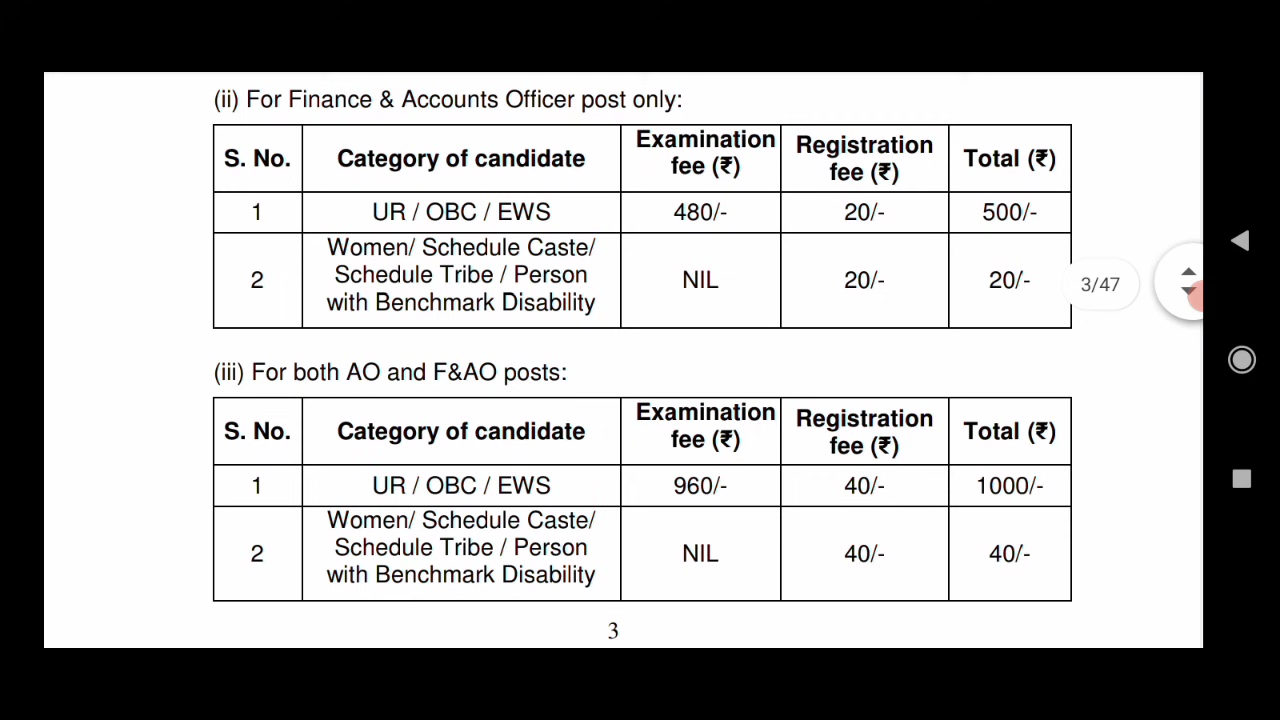 (ii) For Finance & Accounts Officer post only:
S. No. Category of candidate Examination fee (₹) Registration fee (₹) Total (₹)
1 UR / OBC / EWS 480/- 20/- 500/-
2 Women/ Schedule Caste/ Schedule Tribe / Person with Benchmark Disability NIL 20/- 20/-
3/47
(iii) For both AO and F&AO posts:
S. No. Category of candidate Examination fee (₹) Registration fee (₹) Total (₹)
1 UR / OBC / EWS 960/- 40/- 1000/-
2 Women/ Schedule Caste/ Schedule Tribe / Person with Benchmark Disability NIL 40/- 40/-
3